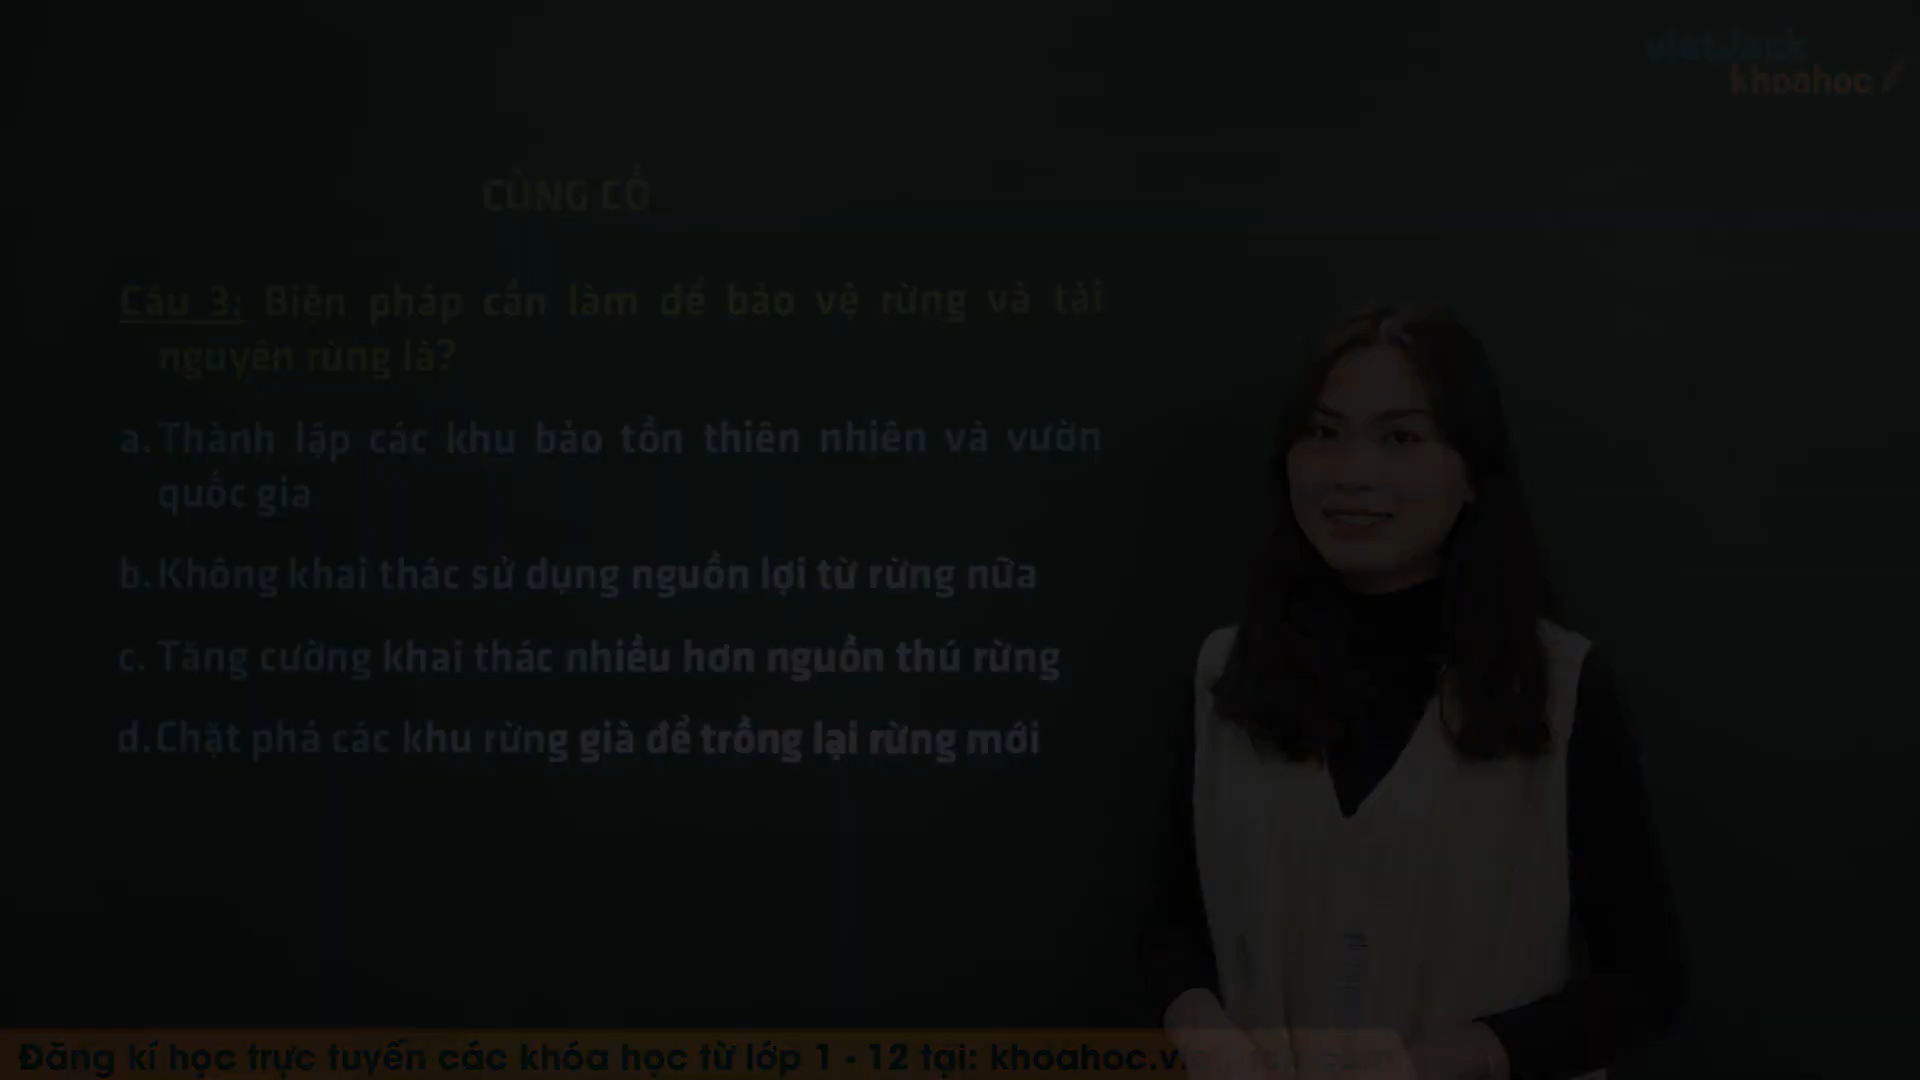 vietJack
khoahoc
CỦNG CỐ
Câu 3: Biện pháp cần làm để bảo vệ rừng và tài
nguyên rừng là?
a. Thành lập các khu bảo tồn thiên nhiên và vườn
quốc gia
b. Không khai thác sử dụng nguồn lợi từ rừng nữa
c. Tăng cường khai thác nhiều hơn nguồn thú rừng
d. Chặt phá các khu rừng già để trồng lại rừng mới
Đăng kí học trực tuyến các khóa học từ lớp 1 - 12 tại: